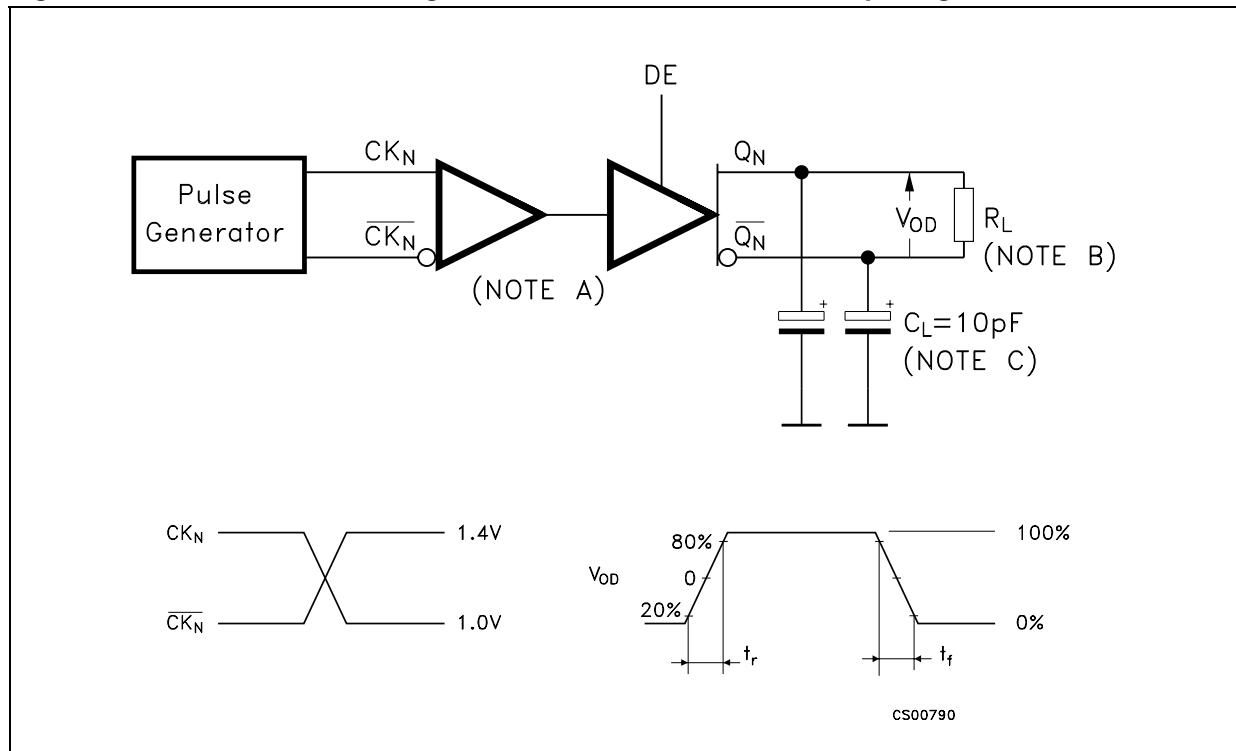 DE
CK_N
Q_N
Pulse
Generator
V_OD
R_L
(NOTE B)
C̅K̅_N̅
Q̅_N̅
(NOTE A)
+
+
C_L=10pF
(NOTE C)
CK_N
1.4V
C̅K̅_N̅
1.0V
80%
100%
V_OD
0
20%
0%
t_r
t_f
CS00790